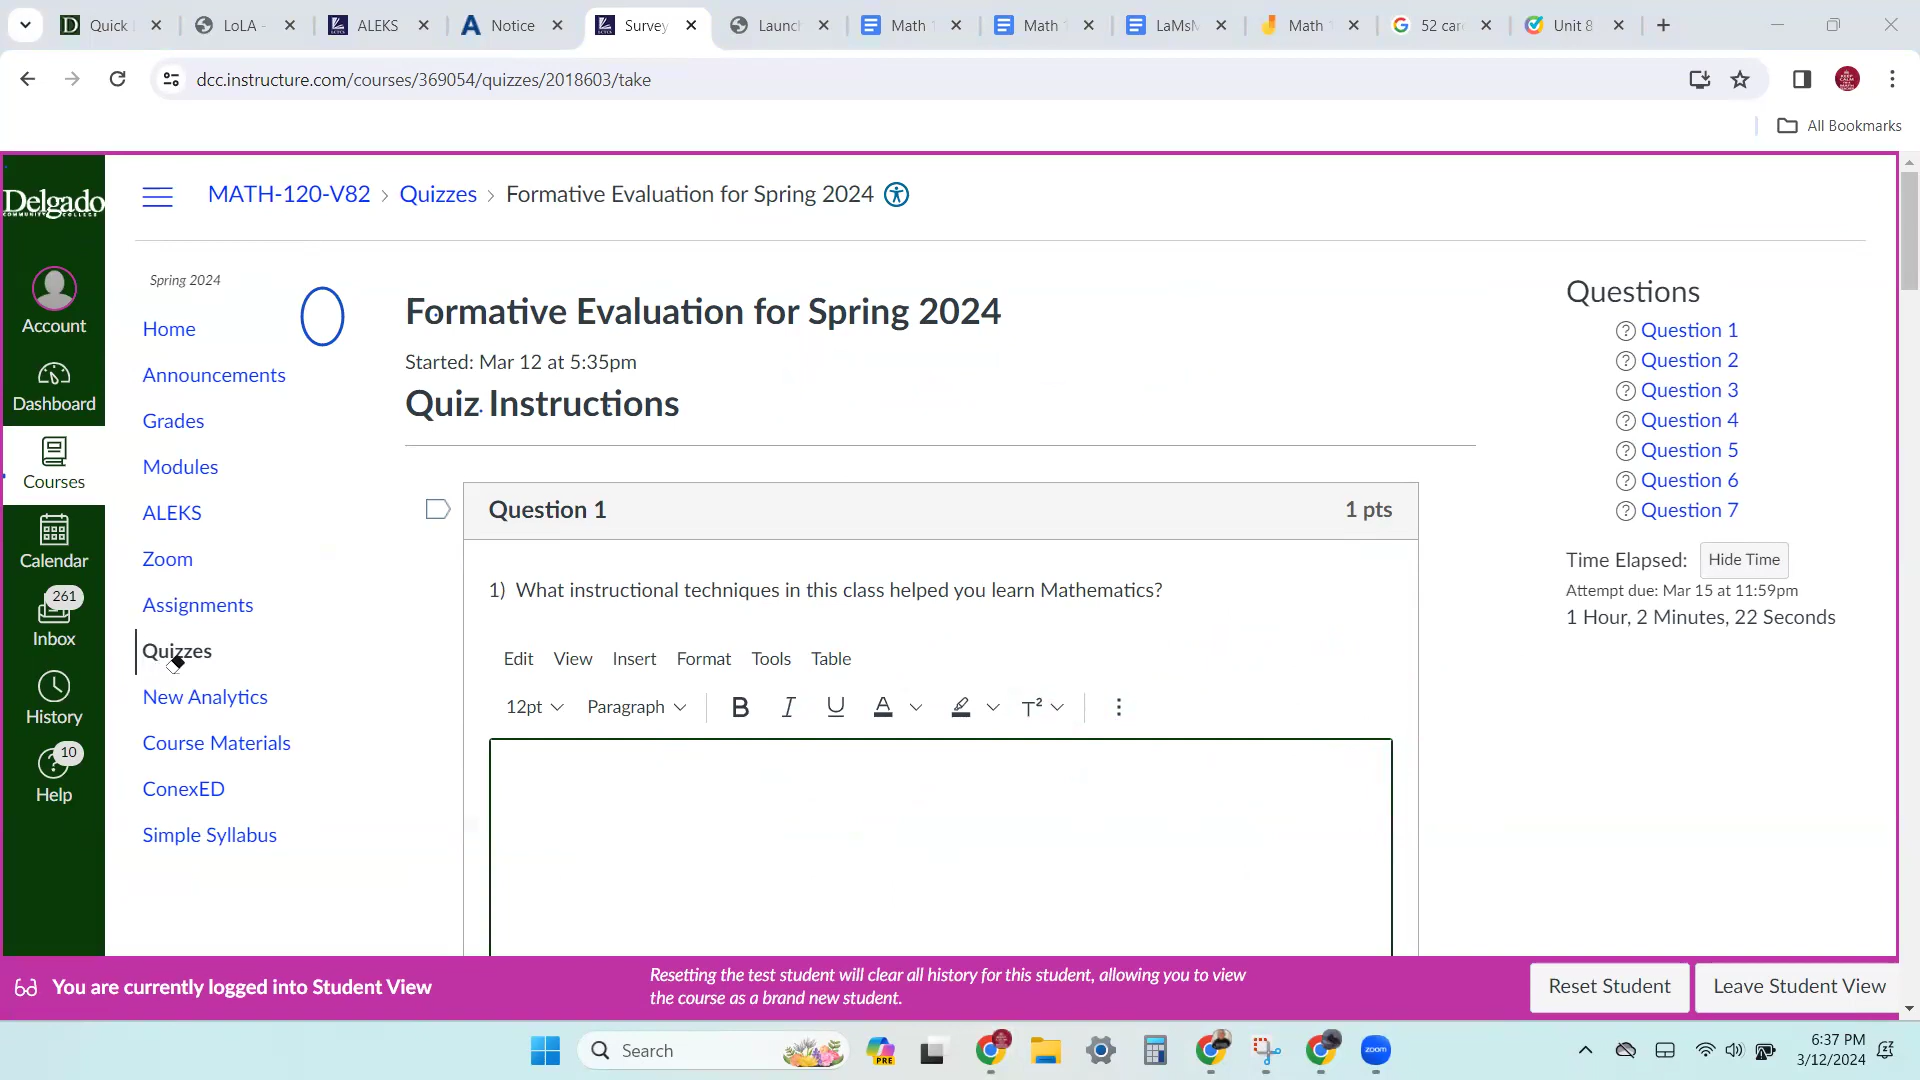 Quick
LoLA -
ALEKS
Notice
Survey
Launch
Math
Math
LaMsM
Math
52 car
Unit 8
dcc.instructure.com/courses/369054/quizzes/2018603/take
All Bookmarks
Delgado
COMMUNITY COLLEGE
Account
Dashboard
Courses
Calendar
261
Inbox
History
10
Help
MATH-120-V82 › Quizzes › Formative Evaluation for Spring 2024
Spring 2024
Home
Announcements
Grades
Modules
ALEKS
Zoom
Assignments
Quizzes
New Analytics
Course Materials
ConexED
Simple Syllabus
Formative Evaluation for Spring 2024
Started: Mar 12 at 5:35pm
Quiz Instructions
Question 1 1 pts
1) What instructional techniques in this class helped you learn Mathematics?
Edit View Insert Format Tools Table
12pt Paragraph B I U A T²
Questions
Question 1
Question 2
Question 3
Question 4
Question 5
Question 6
Question 7
Time Elapsed: Hide Time
Attempt due: Mar 15 at 11:59pm
1 Hour, 2 Minutes, 22 Seconds
You are currently logged into Student View
Resetting the test student will clear all history for this student, allowing you to view
the course as a brand new student.
Reset Student
Leave Student View
Search
PRE
zoom
6:37 PM
3/12/2024